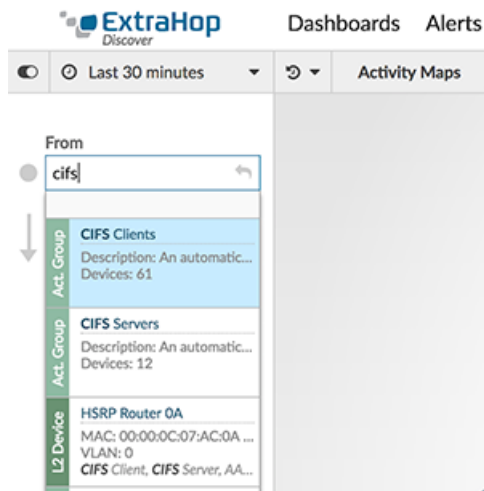 ExtraHop
Discover
Dashboards Alerts
Last 30 minutes
Activity Maps
From
cifs
Act. Group
CIFS Clients
Description: An automatic...
Devices: 61
Act. Group
CIFS Servers
Description: An automatic...
Devices: 12
L2 Device
HSRP Router 0A
MAC: 00:00:0C:07:AC:0A ...
VLAN: 0
CIFS Client, CIFS Server, AA...